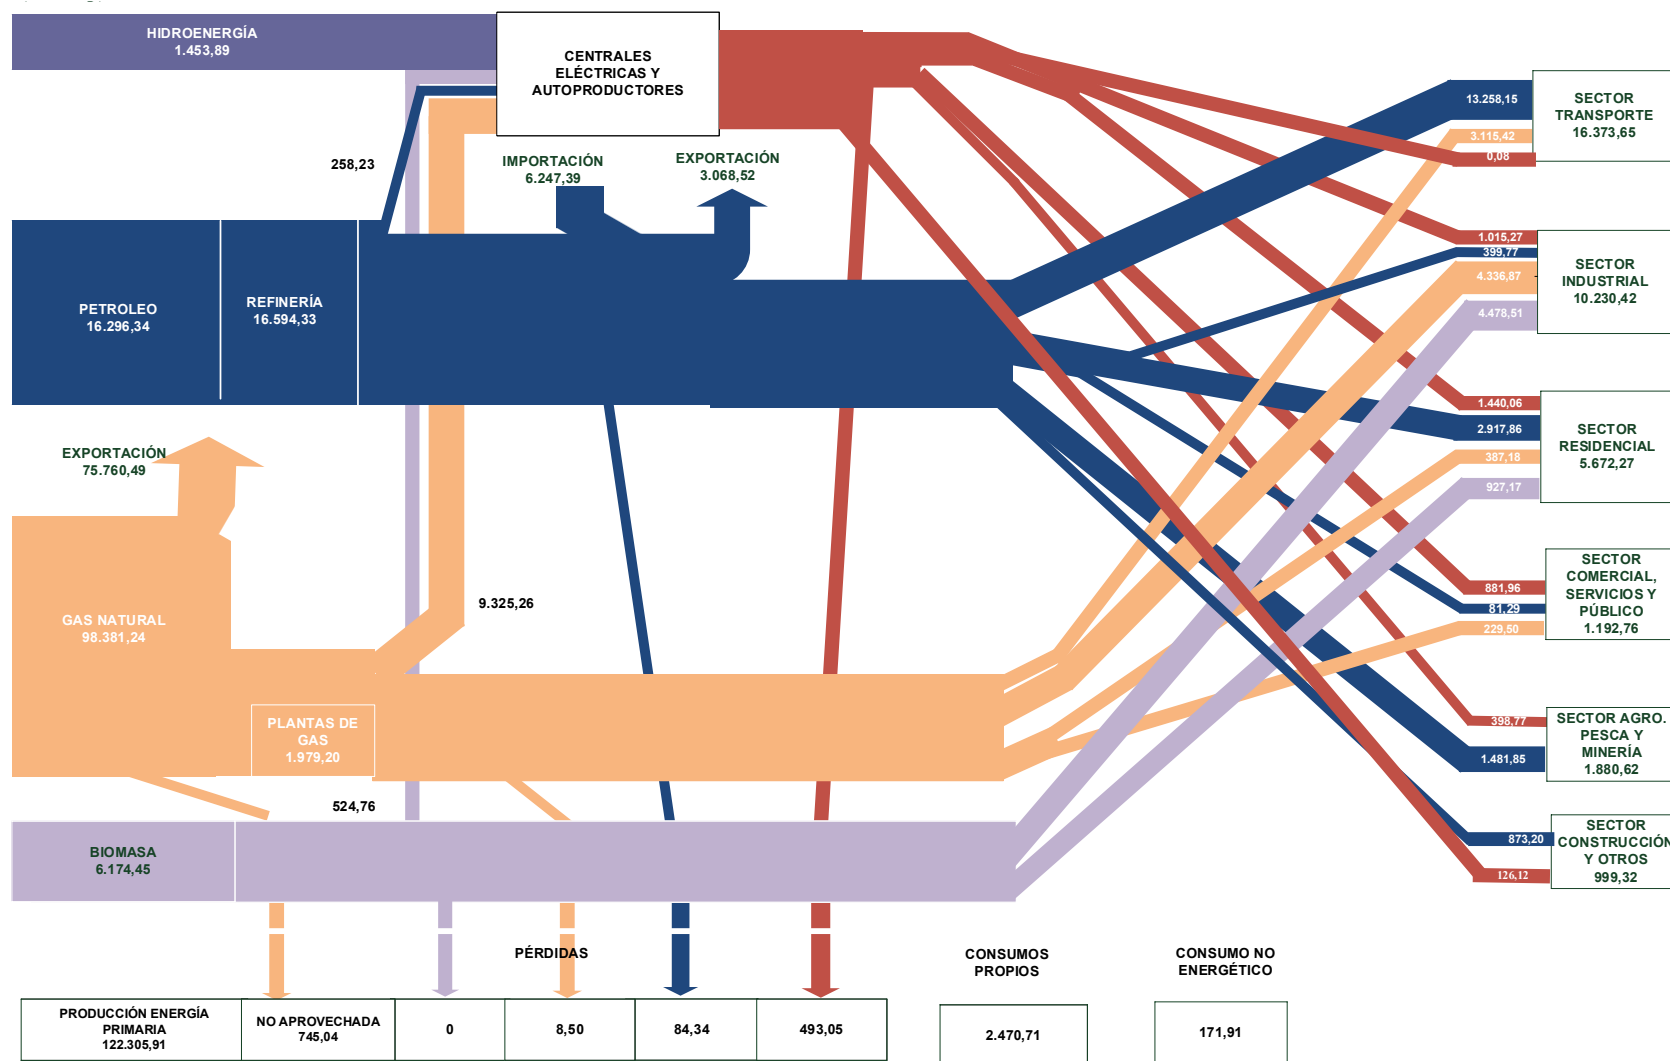 HIDROENERGÍA
1.453,89
CENTRALES
ELÉCTRICAS Y
AUTOPRODUCTORES
258,23
IMPORTACIÓN
6.247,39
EXPORTACIÓN
3.068,52
PETROLEO
16.296,34
REFINERÍA
16.594,33
EXPORTACIÓN
75.760,49
GAS NATURAL
98.381,24
9.325,26
PLANTAS DE
GAS
1.979,20
524,76
BIOMASA
6.174,45
13.258,15
3.115,42
0,08
SECTOR
TRANSPORTE
16.373,65
1.015,27
399,77
4.336,87
4.478,51
SECTOR
INDUSTRIAL
10.230,42
1.440,06
2.917,86
387,18
927,17
SECTOR
RESIDENCIAL
5.672,27
881,96
81,29
229,50
SECTOR
COMERCIAL,
SERVICIOS Y
PÚBLICO
1.192,76
398,77
1.481,85
SECTOR AGRO.
PESCA Y
MINERÍA
1.880,62
873,20
126,12
SECTOR
CONSTRUCCIÓN
Y OTROS
999,32
PÉRDIDAS
CONSUMOS
PROPIOS
CONSUMO NO
ENERGÉTICO
PRODUCCIÓN ENERGÍA
PRIMARIA
122.305,91
NO APROVECHADA
745,04
0
8,50
84,34
493,05
2.470,71
171,91